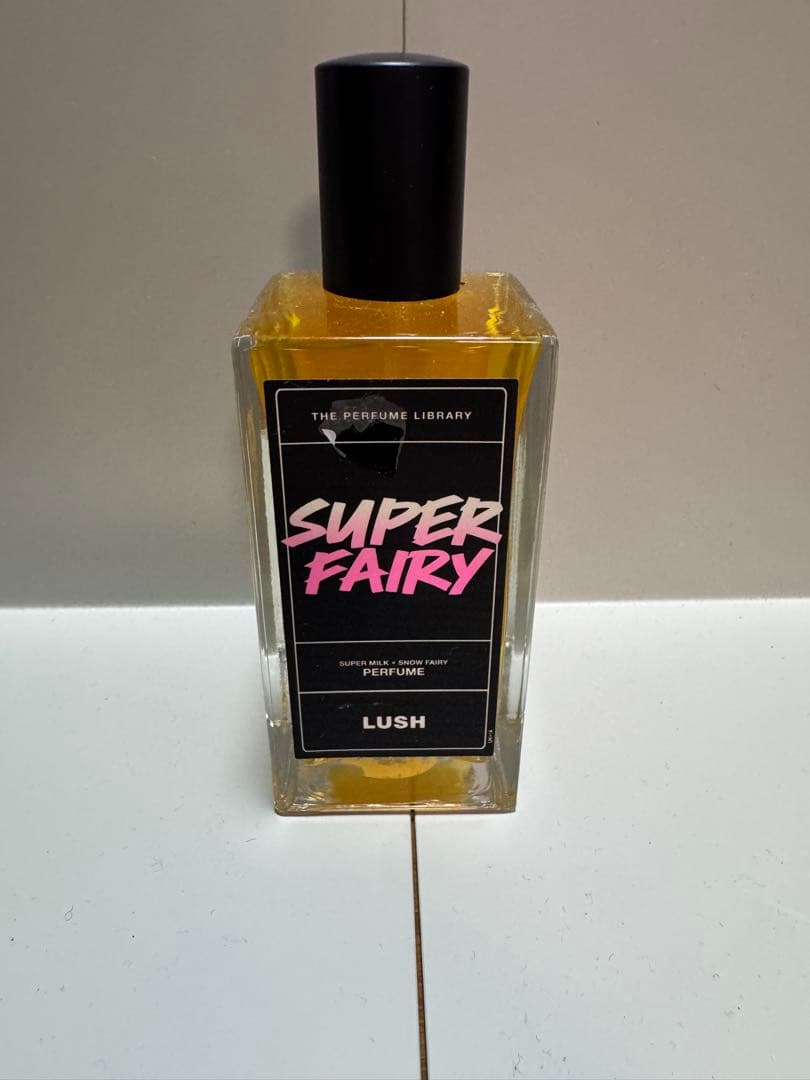 THE PERFUME LIBRARY
SUPER
FAIRY
SUPER MILK • SNOW FAIRY
PERFUME
LUSH